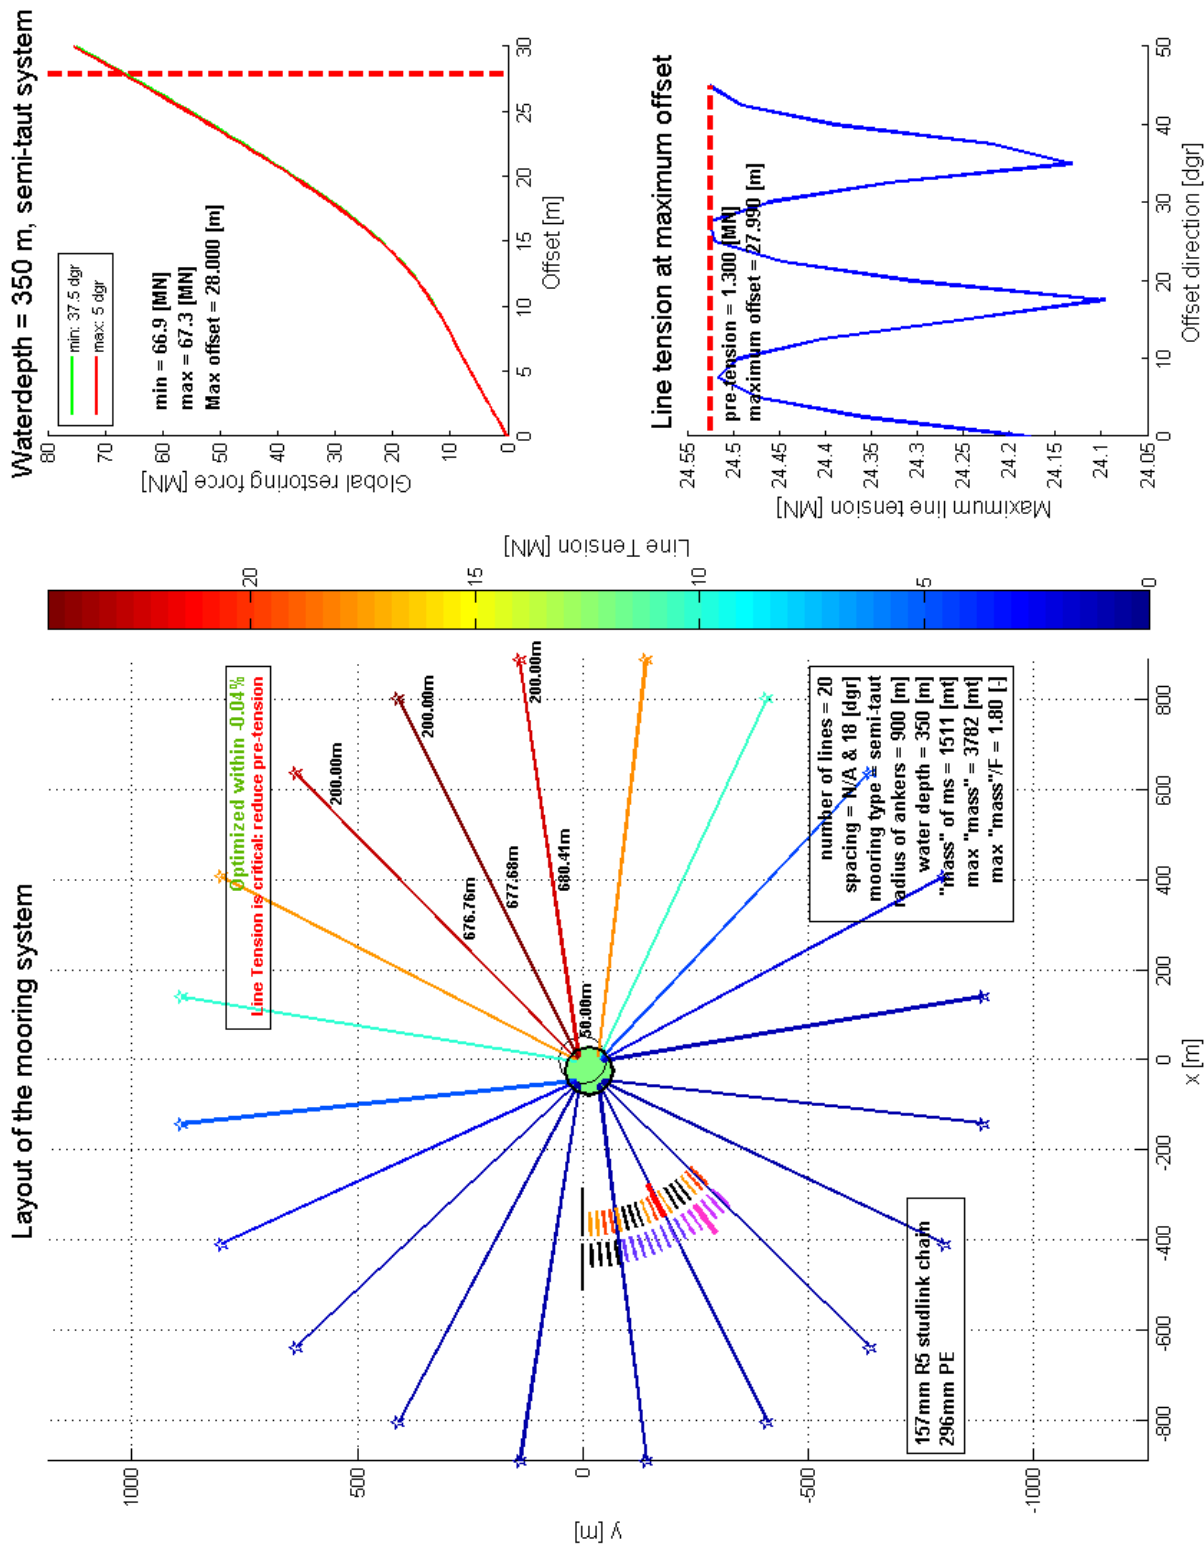 Layout of the mooring system
Optimized within -0.04%
Line Tension is critical: reduce pre-tension
200.00m
200.00m
200.00m
676.76m
677.68m
680.41m
50.00m
number of lines = 20
spacing = N/A & 18 [dgr]
mooring type = semi-taut
radius of ankers = 900 [m]
water depth = 350 [m]
"mass" of ms = 1511 [mt]
max "mass" = 3782 [mt]
max "mass"/F = 1.80 [-]
157mm R5 studlink chain
296mm PE
y [m]
1000
500
0
-500
-1000
-800
-600
-400
-200
0
200
400
600
800
x [m]
Line Tension [MN]
20
15
10
5
0
Waterdepth = 350 m, semi-taut system
min: 37.5 dgr
max: 5 dgr
min = 66.9 [MN]
max = 67.3 [MN]
Max offset = 28.000 [m]
Global restoring force [MN]
80
70
60
50
40
30
20
10
0
0
5
10
15
20
25
30
Offset [m]
Line tension at maximum offset
pre-tension = 1.300 [MN]
maximum offset = 27.990 [m]
Maximum line tension [MN]
24.55
24.5
24.45
24.4
24.35
24.3
24.25
24.2
24.15
24.1
24.05
0
10
20
30
40
50
Offset direction [dgr]